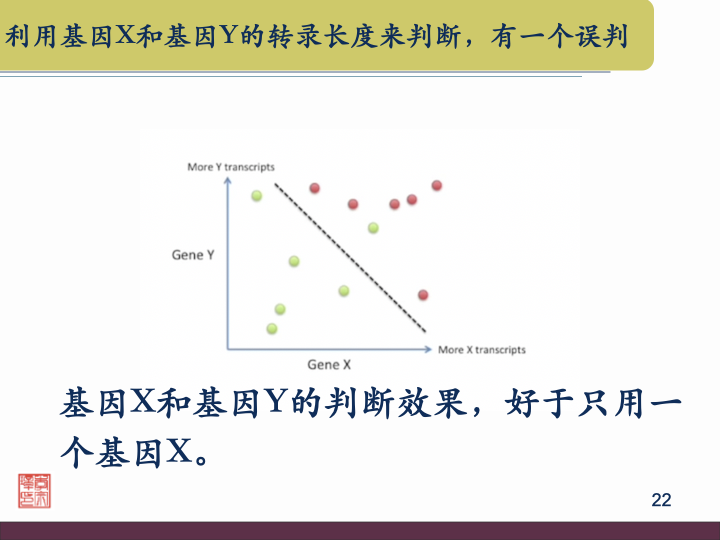 利用基因X和基因Y的转录长度来判断，有一个误判
More Y transcripts
Gene Y
More X transcripts
Gene X
基因X和基因Y的判断效果，好于只用一
个基因X。
22